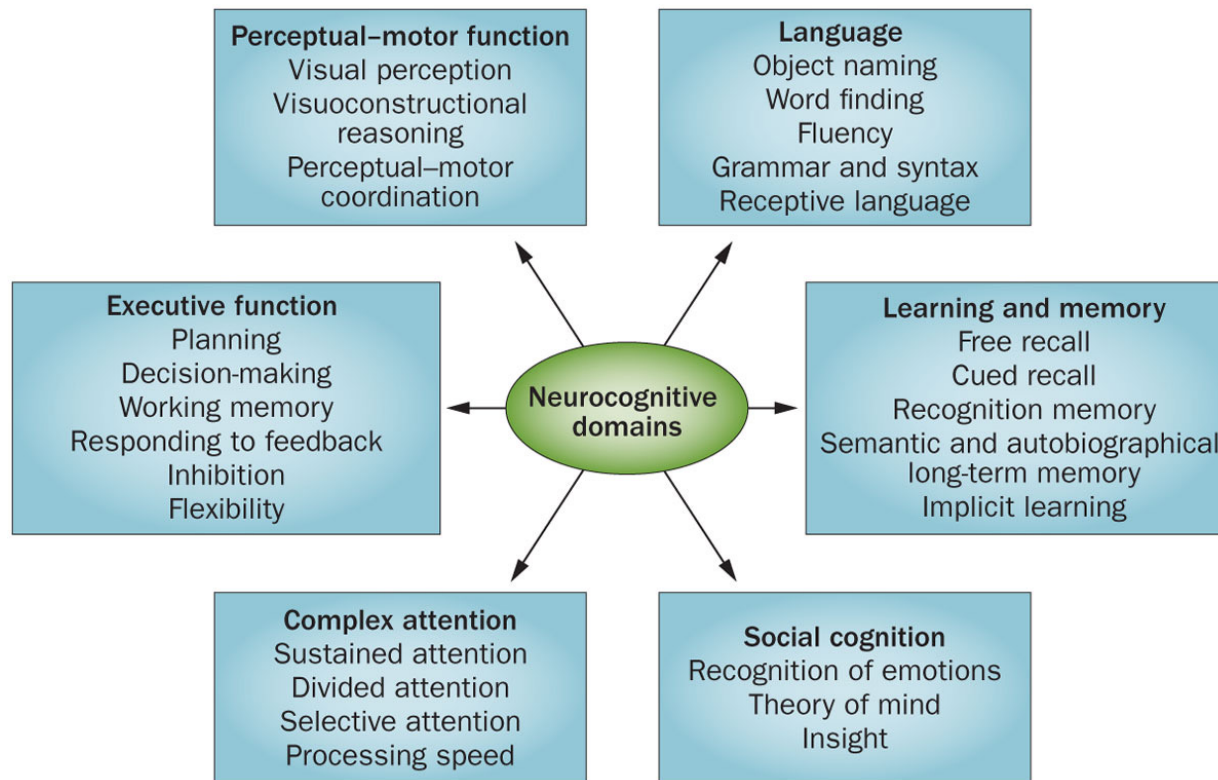 Perceptual–motor function
Visual perception
Visuoconstructional
reasoning
Perceptual–motor
coordination
Language
Object naming
Word finding
Fluency
Grammar and syntax
Receptive language
Executive function
Planning
Decision-making
Working memory
Responding to feedback
Inhibition
Flexibility
Neurocognitive
domains
Learning and memory
Free recall
Cued recall
Recognition memory
Semantic and autobiographical
long-term memory
Implicit learning
Complex attention
Sustained attention
Divided attention
Selective attention
Processing speed
Social cognition
Recognition of emotions
Theory of mind
Insight